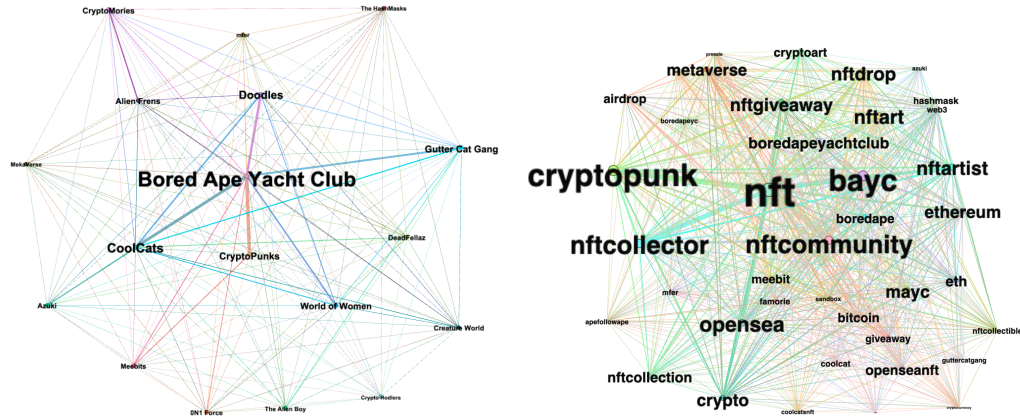 CryptoMories
The HashMasks
mfer
Alien Frens
Doodles
Gutter Cat Gang
MekaVerse
Bored Ape Yacht Club
DeadFellaz
CoolCats
CryptoPunks
Azuki
World of Women
Creature World
Meebits
Crypto Hodlers
0N1 Force
The Alien Boy
presale
cryptoart
metaverse
nftdrop
azuki
airdrop
nftgiveaway
hashmask
web3
nftart
boredapeyc
boredapeyachtclub
cryptopunk
nft
bayc
nftartist
boredape
ethereum
nftcollector
nftcommunity
meebit
eth
mfer
famorie
sandbox
mayc
apefollowape
opensea
bitcoin
nftcollectible
giveaway
coolcat
guttercatgang
nftcollection
openseanft
crypto
coolcatsnft
cryptocurrency